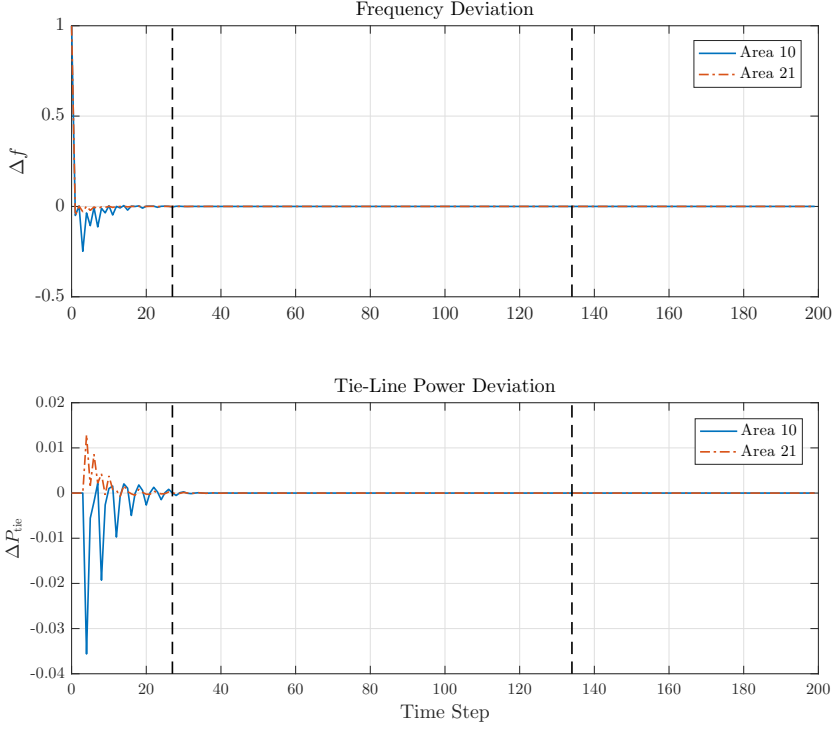 Frequency Deviation
1
0.5
0
-0.5
Δf
Area 10
Area 21
0 20 40 60 80 100 120 140 160 180 200
Tie-Line Power Deviation
0.02
0.01
0
-0.01
-0.02
-0.03
-0.04
ΔP_tie
Area 10
Area 21
0 20 40 60 80 100 120 140 160 180 200
Time Step